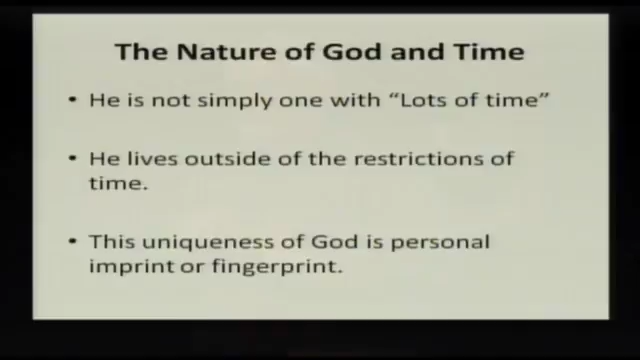 The Nature of God and Time
• He is not simply one with “Lots of time”
• He lives outside of the restrictions of
time.
• This uniqueness of God is personal
imprint or fingerprint.